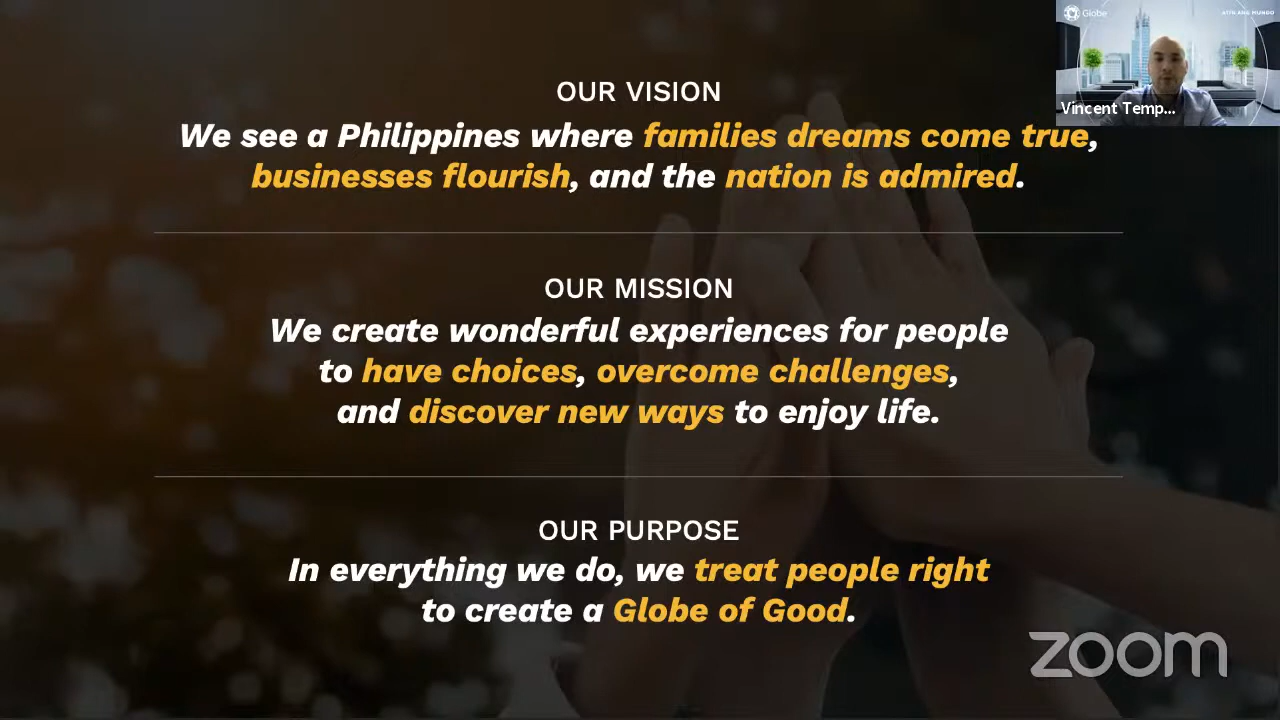 Globe
OUR VISION
We see a Philippines where families dreams come true,
businesses flourish, and the nation is admired.
OUR MISSION
We create wonderful experiences for people
to have choices, overcome challenges,
and discover new ways to enjoy life.
OUR PURPOSE
In everything we do, we treat people right
to create a Globe of Good.
Vincent Temp...
zoom